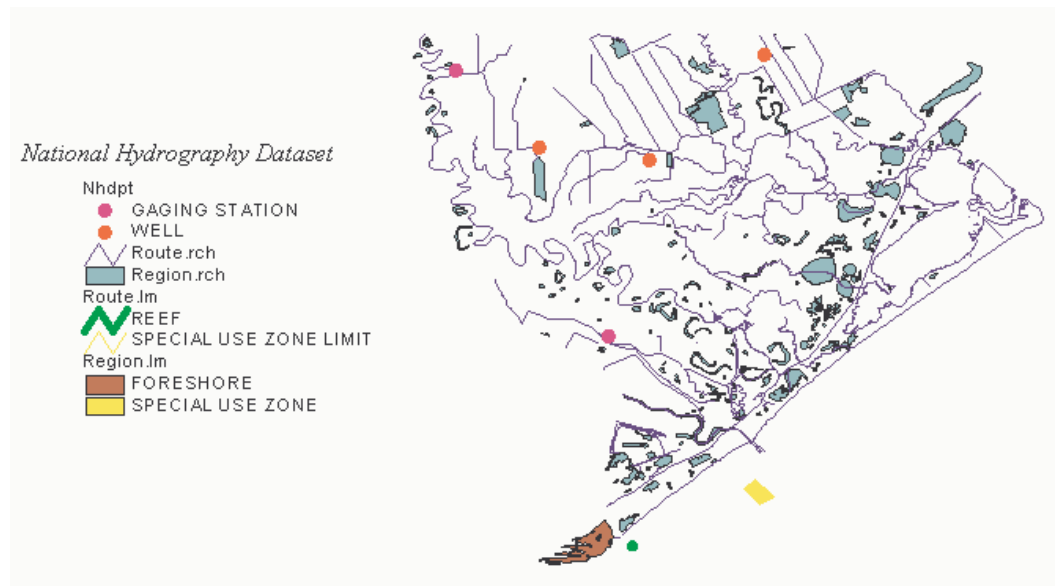 National Hydrography Dataset
Nhdpt
GAGING STATION
WELL
Route.rch
Region.rch
Route.lm
REEF
SPECIAL USE ZONE LIMIT
Region.lm
FORESHORE
SPECIAL USE ZONE